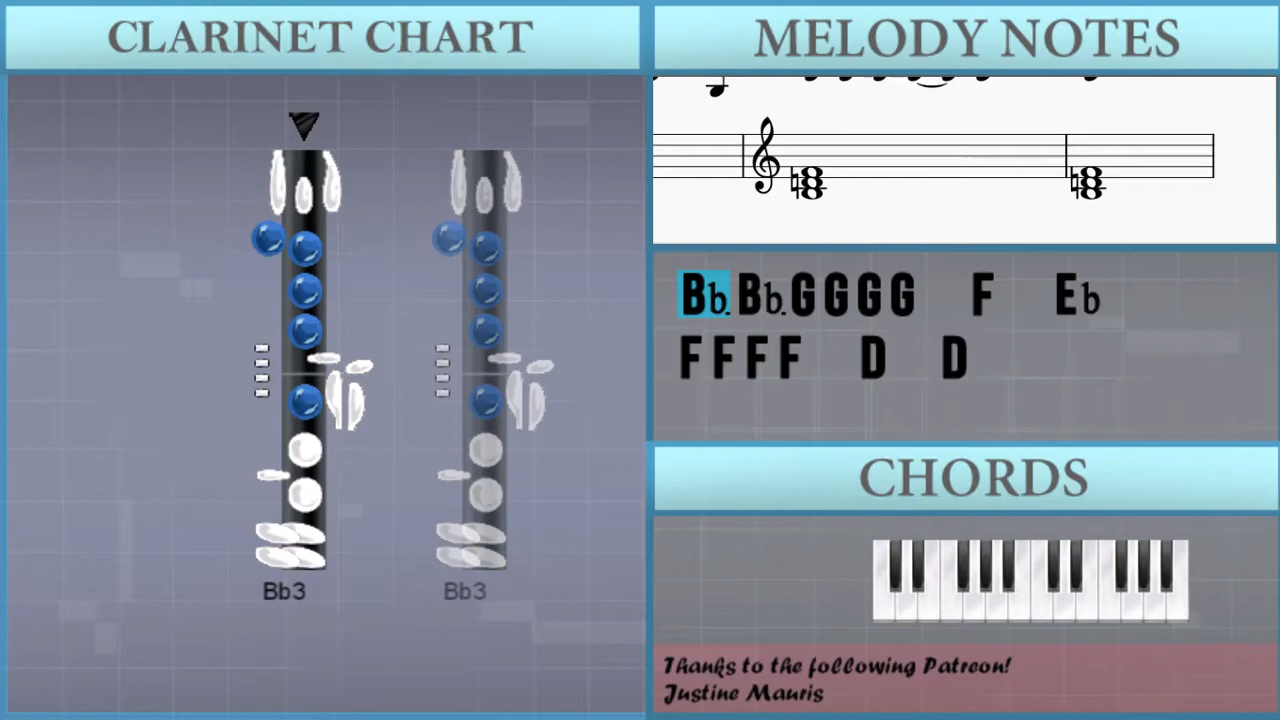 CLARINET CHART
Bb3 Bb3
MELODY NOTES
Bb. Bb. G G G G F Eb
F F F F D D
CHORDS
Thanks to the following Patreon!
Justine Mauris